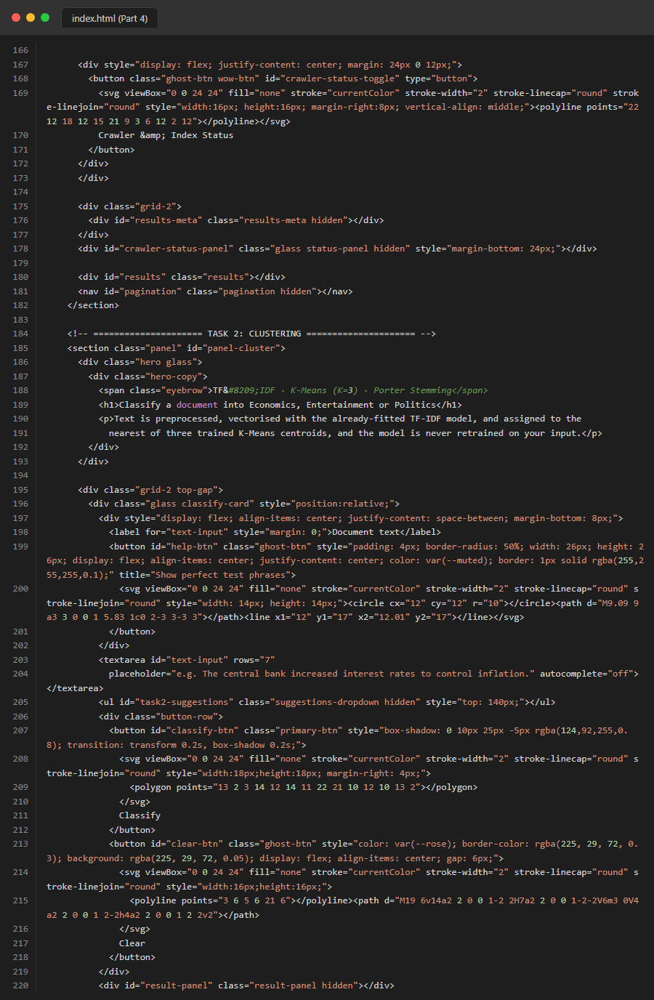 index.html (Part 4)
166
167 <div style="display: flex; justify-content: center; margin: 24px 0 12px;">
168 <button class="ghost-btn wow-btn" id="crawler-status-toggle" type="button">
169 <svg viewBox="0 0 24 24" fill="none" stroke="currentColor" stroke-width="2" stroke-linecap="round" strok
e-linejoin="round" style="width:16px; height:16px; margin-right:8px; vertical-align: middle;"><polyline points="22
12 18 12 15 21 9 3 6 12 2 12"></polyline></svg>
170 Crawler &amp; Index Status
171 </button>
172 </div>
173 </div>
174
175 <div class="grid-2">
176 <div id="results-meta" class="results-meta hidden"></div>
177 </div>
178 <div id="crawler-status-panel" class="glass status-panel hidden" style="margin-bottom: 24px;"></div>
179
180 <div id="results" class="results"></div>
181 <nav id="pagination" class="pagination hidden"></nav>
182 </section>
183
184 <!-- ===================== TASK 2: CLUSTERING ===================== -->
185 <section class="panel" id="panel-cluster">
186 <div class="hero glass">
187 <div class="hero-copy">
188 <span class="eyebrow">TF&#8209;IDF · K-Means (K=3) · Porter Stemming</span>
189 <h1>Classify a document into Economics, Entertainment or Politics</h1>
190 <p>Text is preprocessed, vectorised with the already-fitted TF-IDF model, and assigned to the
191 nearest of three trained K-Means centroids, and the model is never retrained on your input.</p>
192 </div>
193 </div>
194
195 <div class="grid-2 top-gap">
196 <div class="glass classify-card" style="position:relative;">
197 <div style="display: flex; align-items: center; justify-content: space-between; margin-bottom: 8px;">
198 <label for="text-input" style="margin: 0;">Document text</label>
199 <button id="help-btn" class="ghost-btn" style="padding: 4px; border-radius: 50%; width: 26px; height: 2
6px; display: flex; align-items: center; justify-content: center; color: var(--muted); border: 1px solid rgba(255,2
55,255,0.1);" title="Show perfect test phrases">
200 <svg viewBox="0 0 24 24" fill="none" stroke="currentColor" stroke-width="2" stroke-linecap="round" s
troke-linejoin="round" style="width: 14px; height: 14px;"><circle cx="12" cy="12" r="10"></circle><path d="M9.09 9
a3 3 0 0 1 5.83 1c0 2-3 3-3 3"></path><line x1="12" y1="17" x2="12.01" y2="17"></line></svg>
201 </button>
202 </div>
203 <textarea id="text-input" rows="7"
204 placeholder="e.g. The central bank increased interest rates to control inflation." autocomplete="off">
</textarea>
205 <ul id="task2-suggestions" class="suggestions-dropdown hidden" style="top: 140px;"></ul>
206 <div class="button-row">
207 <button id="classify-btn" class="primary-btn" style="box-shadow: 0 10px 25px -5px rgba(124,92,255,0.
8); transition: transform 0.2s, box-shadow 0.2s;">
208 <svg viewBox="0 0 24 24" fill="none" stroke="currentColor" stroke-width="2" stroke-linecap="round" s
troke-linejoin="round" style="width:18px;height:18px; margin-right: 4px;">
209 <polygon points="13 2 3 14 12 14 11 22 21 10 12 10 13 2"></polygon>
210 </svg>
211 Classify
212 </button>
213 <button id="clear-btn" class="ghost-btn" style="color: var(--rose); border-color: rgba(225, 29, 72, 0.
3); background: rgba(225, 29, 72, 0.05); display: flex; align-items: center; gap: 6px;">
214 <svg viewBox="0 0 24 24" fill="none" stroke="currentColor" stroke-width="2" stroke-linecap="round" s
troke-linejoin="round" style="width:16px;height:16px;">
215 <polyline points="3 6 5 6 21 6"></polyline><path d="M19 6v14a2 2 0 0 1-2 2H7a2 2 0 0 1-2-2V6m3 0V4
a2 2 0 0 1 2-2h4a2 2 0 0 1 2 2v2"></path>
216 </svg>
217 Clear
218 </button>
219 </div>
220 <div id="result-panel" class="result-panel hidden"></div>